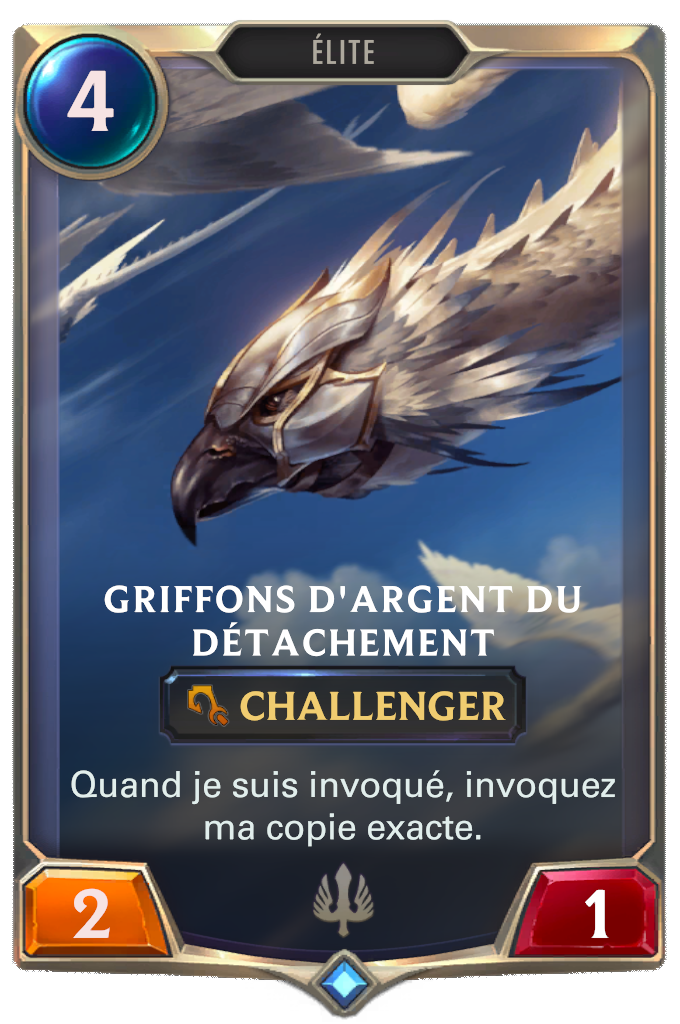 ÉLITE
4
GRIFFONS D'ARGENT DU
DÉTACHEMENT
CHALLENGER
Quand je suis invoqué, invoquez
ma copie exacte.
2
1